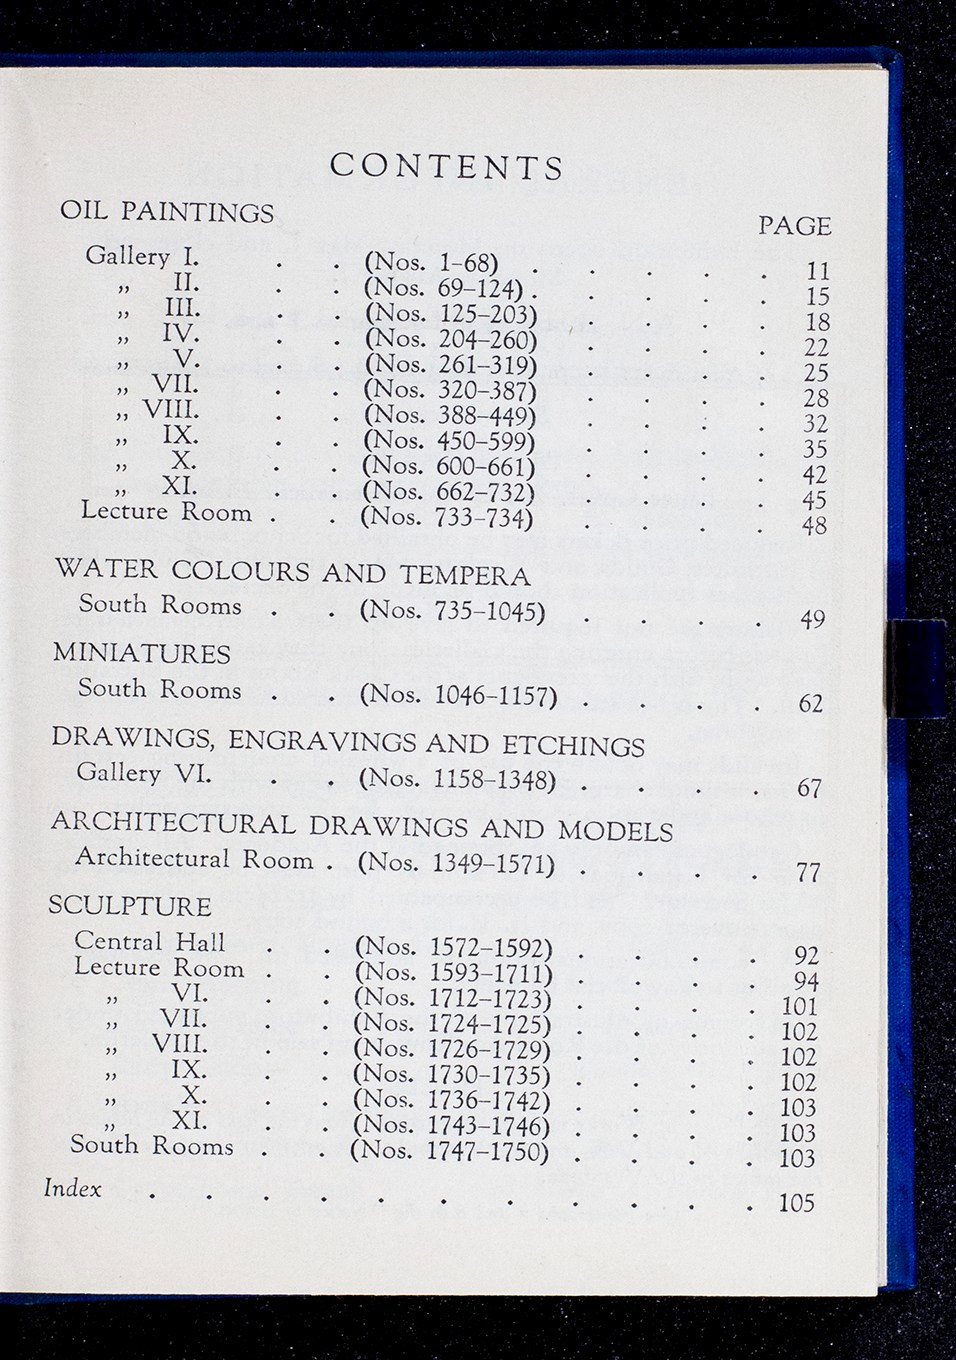 CONTENTS
OIL PAINTINGS
PAGE
Gallery I. . . (Nos. 1–68) . . . . . 11
„ II. . . (Nos. 69–124) . . . . . 15
„ III. . . (Nos. 125–203) . . . . 18
„ IV. . . (Nos. 204–260) . . . . 22
„ V. . . (Nos. 261–319) . . . . 25
„ VII. . . (Nos. 320–387) . . . . 28
„ VIII. . . (Nos. 388–449) . . . . 32
„ IX. . . (Nos. 450–599) . . . . 35
„ X. . . (Nos. 600–661) . . . . 42
„ XI. . . (Nos. 662–732) . . . . 45
Lecture Room . . (Nos. 733–734) . . . . 48
WATER COLOURS AND TEMPERA
South Rooms . . (Nos. 735–1045) . . . . 49
MINIATURES
South Rooms . . (Nos. 1046–1157) . . . . 62
DRAWINGS, ENGRAVINGS AND ETCHINGS
Gallery VI. . . (Nos. 1158–1348) . . . . 67
ARCHITECTURAL DRAWINGS AND MODELS
Architectural Room . (Nos. 1349–1571) . . . . 77
SCULPTURE
Central Hall . . (Nos. 1572–1592) . . . . 92
Lecture Room . . (Nos. 1593–1711) . . . . 94
„ VI. . . (Nos. 1712–1723) . . . . 101
„ VII. . . (Nos. 1724–1725) . . . . 102
„ VIII. . . (Nos. 1726–1729) . . . . 102
„ IX. . . (Nos. 1730–1735) . . . . 102
„ X. . . (Nos. 1736–1742) . . . . 103
„ XI. . . (Nos. 1743–1746) . . . . 103
South Rooms . . (Nos. 1747–1750) . . . . 103
Index . . . . . . . . . . . 105